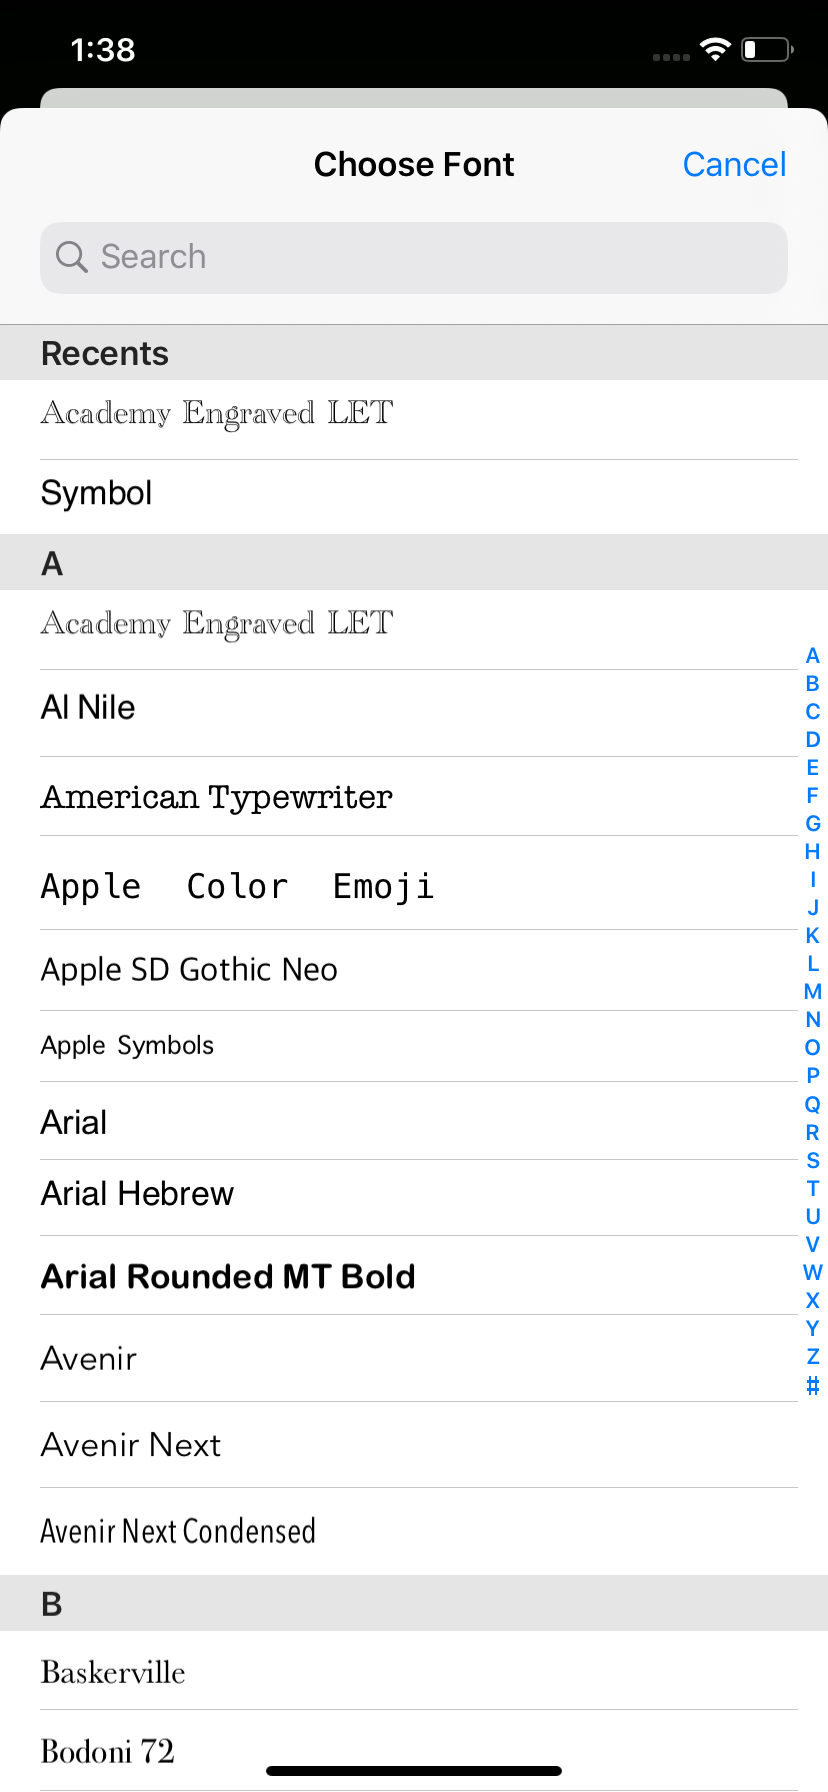 1:38
Choose Font
Cancel
Search
Recents
Academy Engraved LET
Symbol
A
Academy Engraved LET
Al Nile
American Typewriter
Apple Color Emoji
Apple SD Gothic Neo
Apple Symbols
Arial
Arial Hebrew
Arial Rounded MT Bold
Avenir
Avenir Next
Avenir Next Condensed
B
Baskerville
Bodoni 72
A
B
C
D
E
F
G
H
I
J
K
L
M
N
O
P
Q
R
S
T
U
V
W
X
Y
Z
#